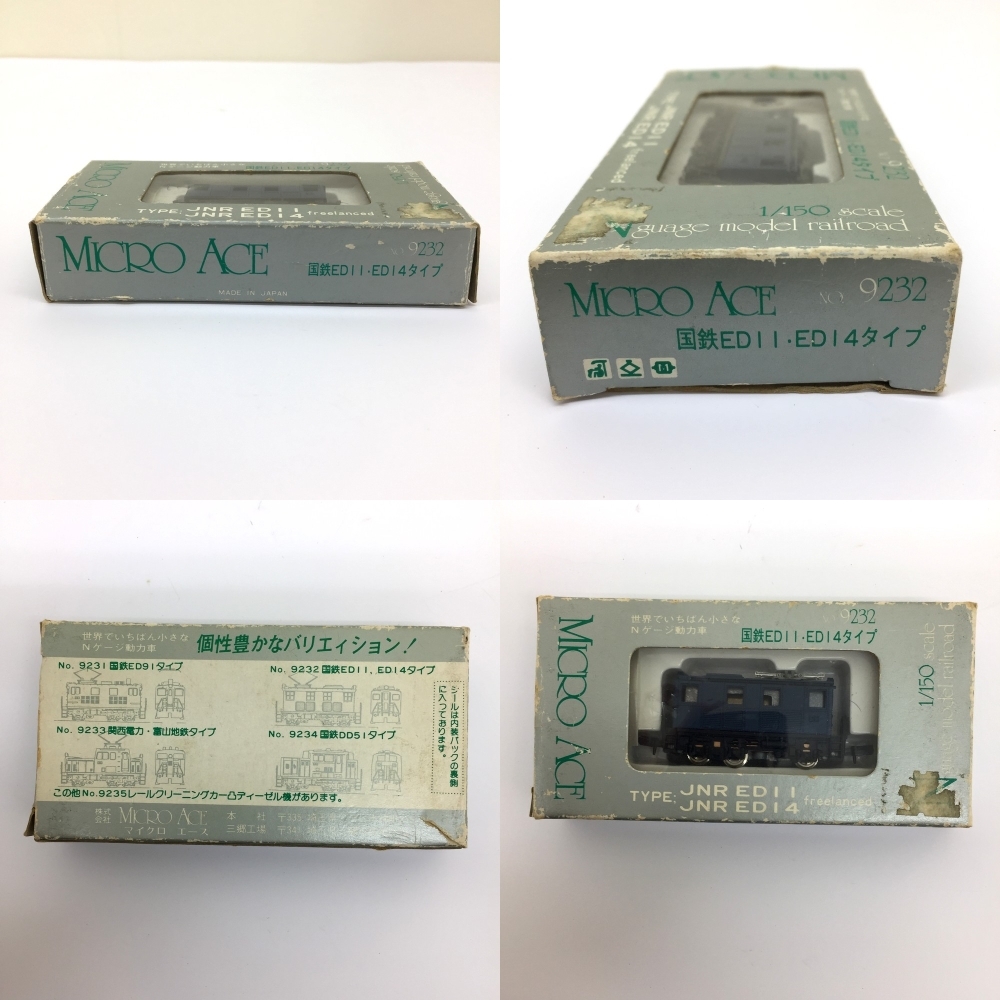 TYPE: JNR ED11
JNR ED14 freelanced
MICRO ACE
9232
国鉄ED11・ED14タイプ
MADE IN JAPAN
JNR ED11
JNR ED14 freelanced
9232
1/150 scale
guage model railroad
MICRO ACE NO. 9232
国鉄ED11・ED14タイプ
世界でいちばん小さな
Nゲージ動力車
個性豊かなバリエィション!
No. 9231 国鉄ED91タイプ
No. 9232 国鉄ED11, ED14タイプ
No. 9233 関西電力・富山地鉄タイプ
No. 9234 国鉄DD51タイプ
シールは内装パックの裏側
に入っております。
この他No.9235レールクリーニングカー凸ディーゼル機があります。
株式
会社
MICRO ACE
マイクロ エース
本社
三郷工場
世界でいちばん小さな
Nゲージ動力車
9232
国鉄ED11・ED14タイプ
MICRO ACE
1/150 scale
model railroad
TYPE: JNR ED11
JNR ED14 freelanced